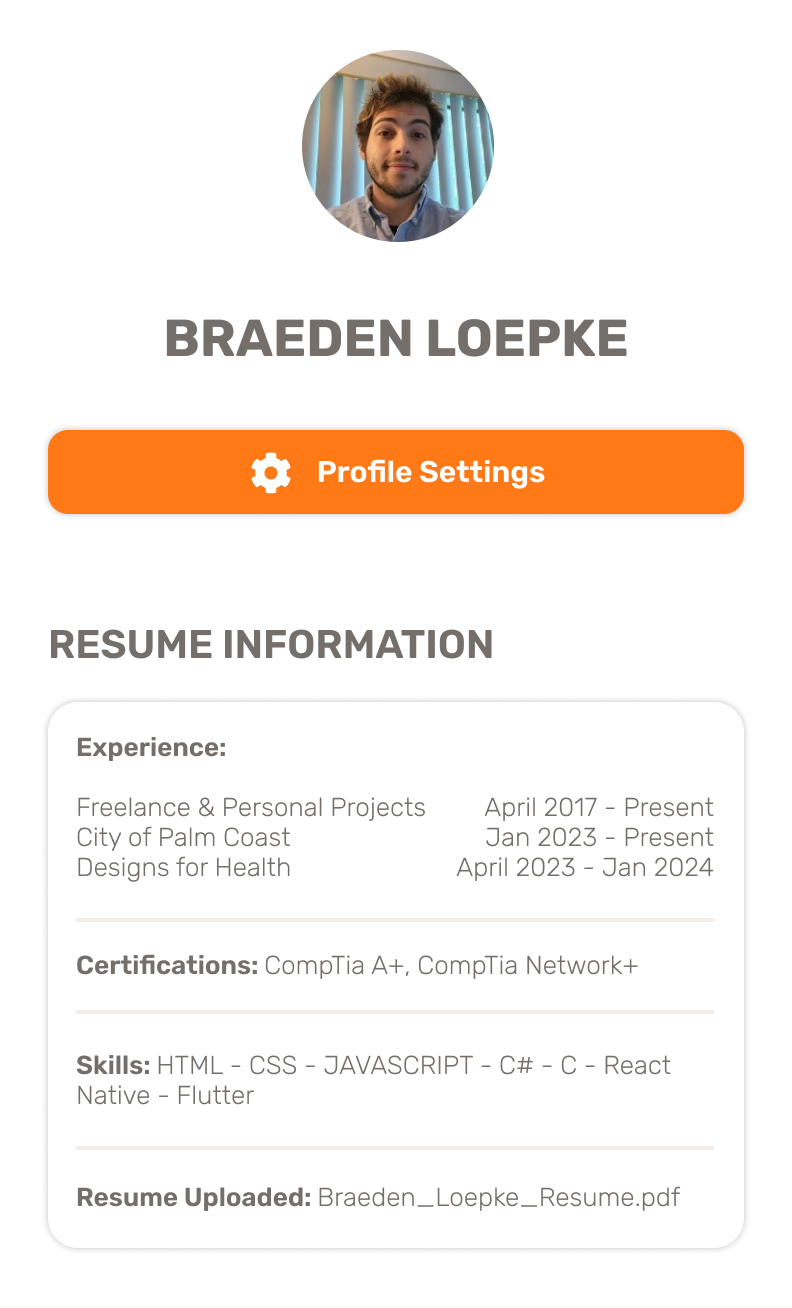 BRAEDEN LOEPKE
Profile Settings
RESUME INFORMATION
Experience:
Freelance & Personal Projects April 2017 - Present
City of Palm Coast Jan 2023 - Present
Designs for Health April 2023 - Jan 2024
Certifications: CompTia A+, CompTia Network+
Skills: HTML - CSS - JAVASCRIPT - C# - C - React
Native - Flutter
Resume Uploaded: Braeden_Loepke_Resume.pdf